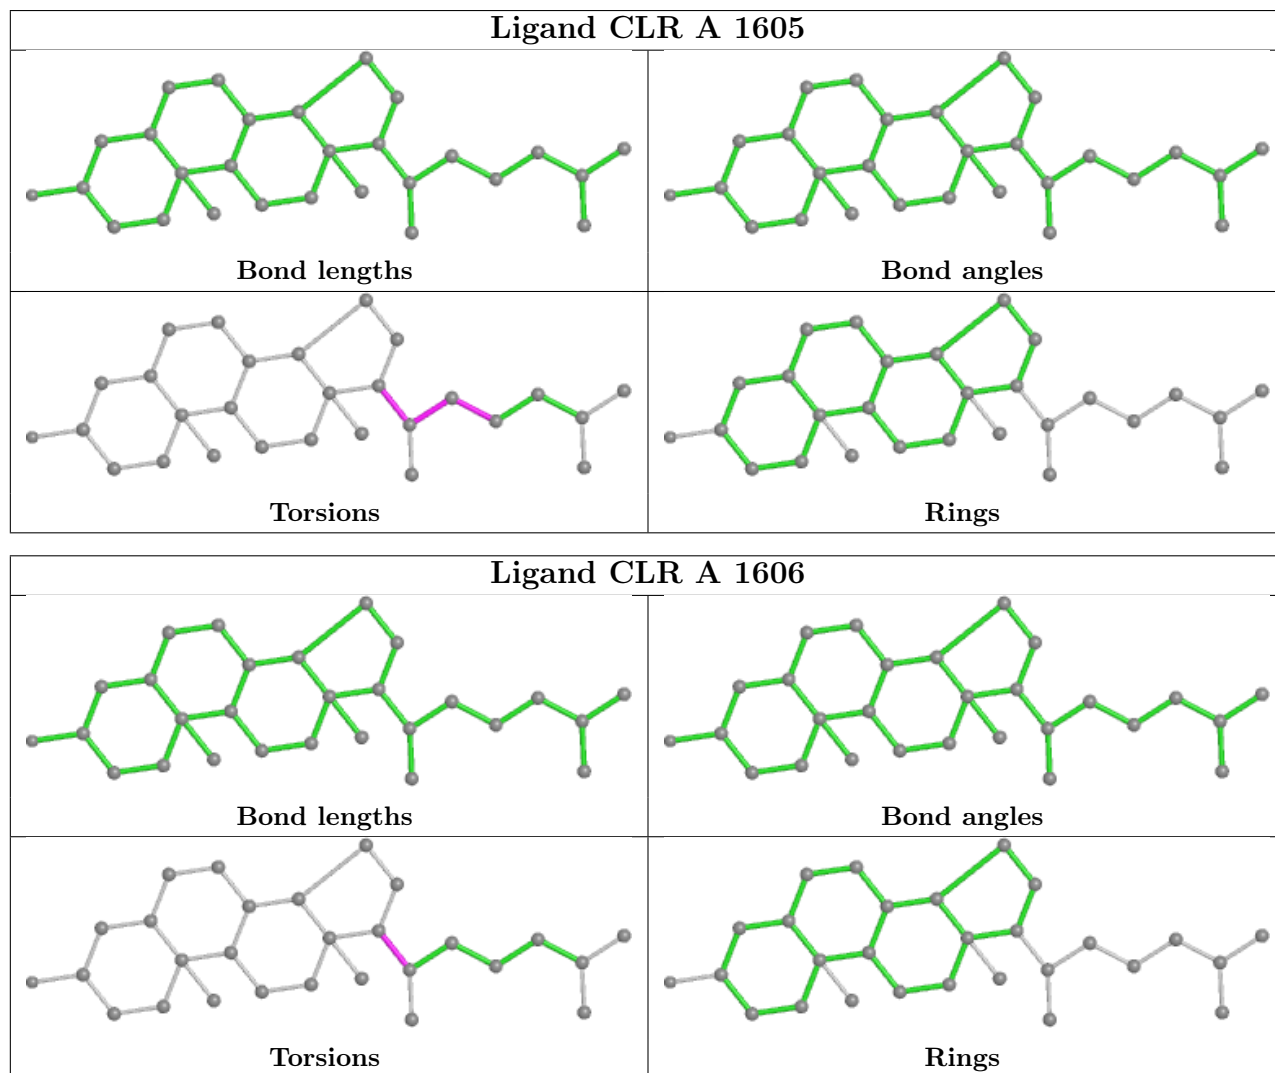 Ligand CLR A 1605
Bond lengths
Bond angles
Torsions
Rings
Ligand CLR A 1606
Bond lengths
Bond angles
Torsions
Rings